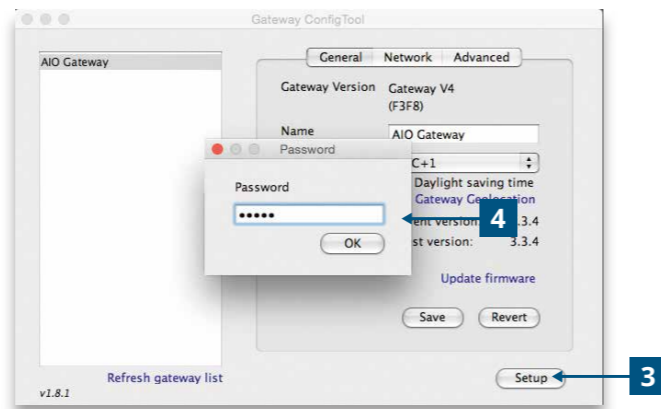 Gateway ConfigTool
AIO Gateway
General Network Advanced
Gateway Version Gateway V4
(F3F8)
Name AIO Gateway
Password
C+1
Daylight saving time
Password
Gateway Geolocation
•••••
4
version: .3.4
OK
st version: 3.3.4
Update firmware
Save Revert
Refresh gateway list
Setup
3
v1.8.1